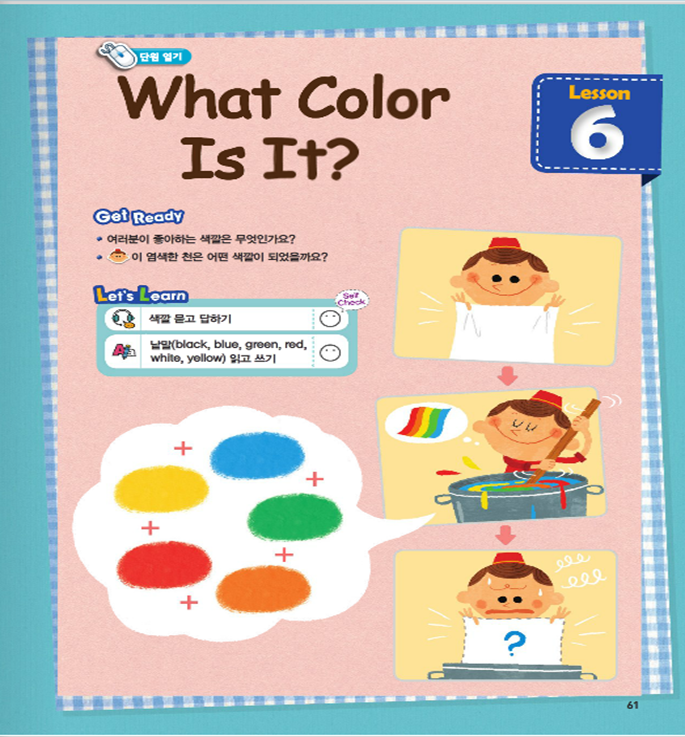 단원 열기
What Color
Is It?
Lesson
6
Get Ready
• 여러분이 좋아하는 색깔은 무엇인가요?
• 이 염색한 천은 어떤 색깔이 되었을까요?
Let's Learn
Self
Check
색깔 묻고 답하기
낱말(black, blue, green, red,
white, yellow) 읽고 쓰기
+
+
+
+
+
?
61